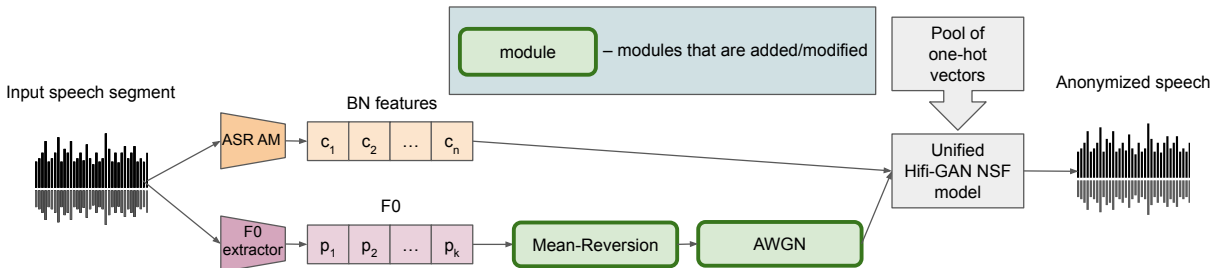 module
– modules that are added/modified
Pool of
one-hot
vectors
Input speech segment
Anonymized speech
BN features
ASR AM
c1 c2 … cn
Unified
Hifi-GAN NSF
model
F0
F0
extractor
p1 p2 … pk
Mean-Reversion
AWGN